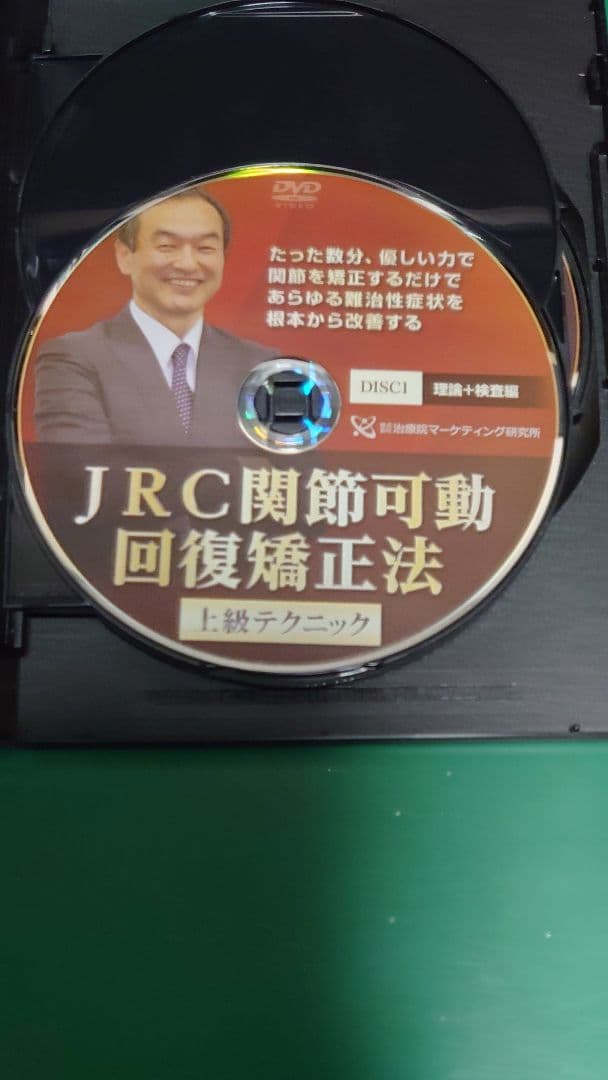 DVD
VIDEO
たった数分、優しい力で
関節を矯正するだけで
あらゆる難治性症状を
根本から改善する
DISC1 理論+検査編
治療院マーケティング研究所
JRC関節可動
回復矯正法
上級テクニック